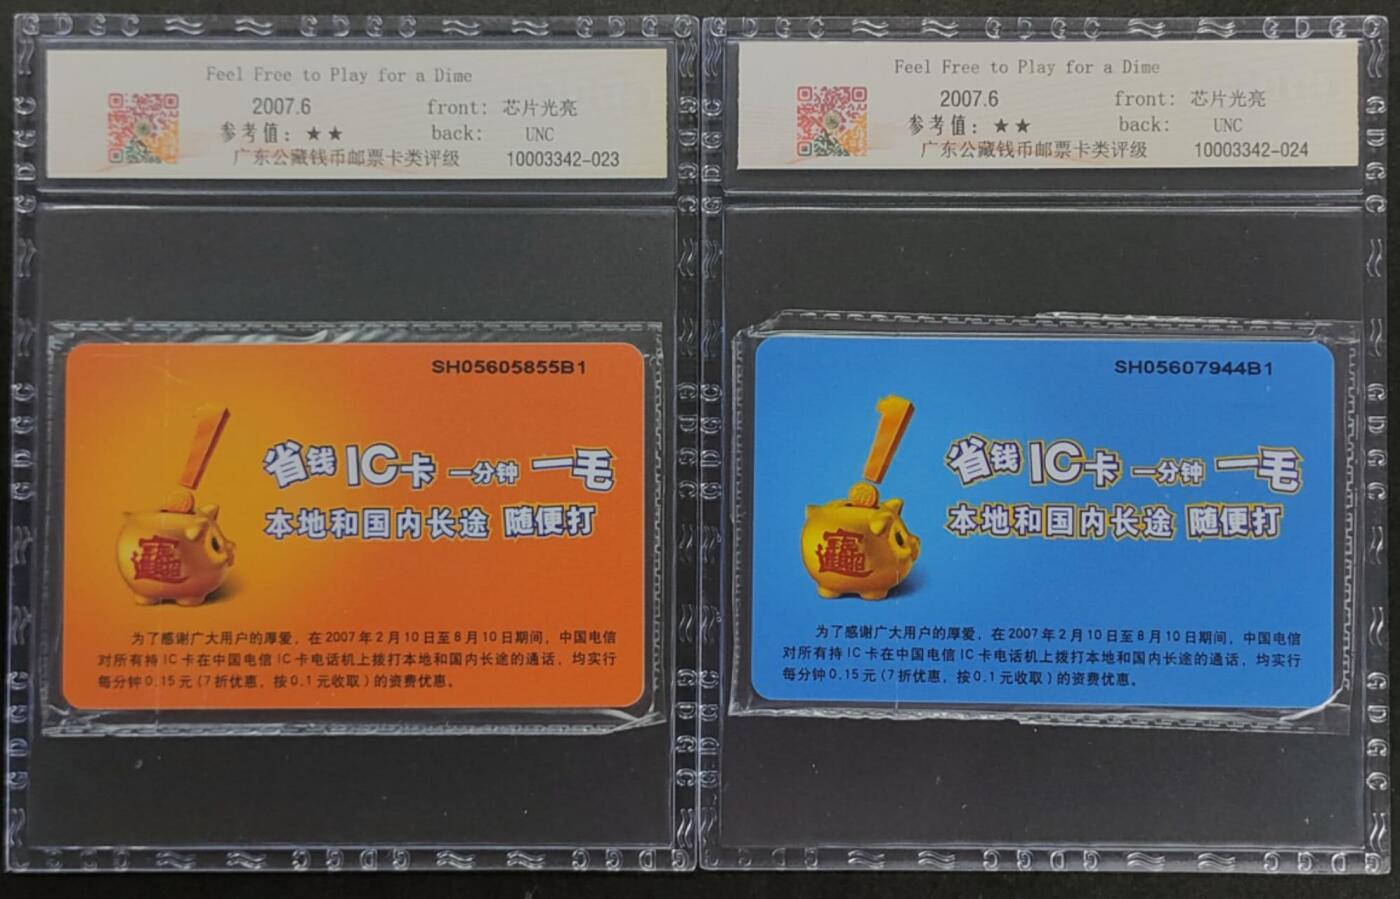 Feel Free to Play for a Dime
2007.6 front: 芯片光亮
参考值: ★★ back: UNC
广东公藏钱币邮票卡类评级 10003342-023
SH05605855B1
1
省钱 IC卡 一分钟 一毛
本地和国内长途 随便打
招财进宝
为了感谢广大用户的厚爱,在2007年2月10日至8月10日期间,中国电信
对所有持IC卡在中国电信IC卡电话机上拨打本地和国内长途的通话,均实行
每分钟0.15元(7折优惠,按0.1元收取)的资费优惠。
Feel Free to Play for a Dime
2007.6 front: 芯片光亮
参考值: ★★ back: UNC
广东公藏钱币邮票卡类评级 10003342-024
SH05607944B1
1
省钱 IC卡 一分钟 一毛
本地和国内长途 随便打
招财进宝
为了感谢广大用户的厚爱,在2007年2月10日至8月10日期间,中国电信
对所有持IC卡在中国电信IC卡电话机上拨打本地和国内长途的通话,均实行
每分钟0.15元(7折优惠,按0.1元收取)的资费优惠。